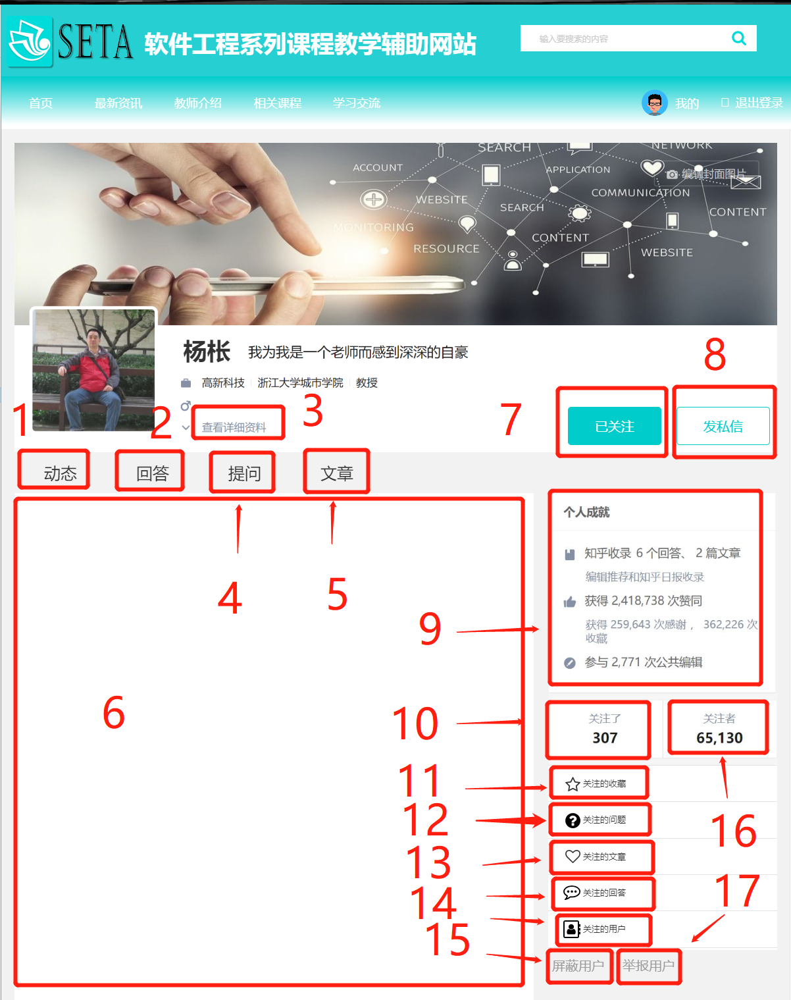 SETA 软件工程系列课程教学辅助网站
输入要搜索的内容
首页 最新资讯 教师介绍 相关课程 学习交流 我的 退出登录
SEARCH NETWORK
ACCOUNT APPLICATION 编辑封面图片
WEBSITE COMMUNICATION
SEARCH CONTENT
MONITORING CONTENT
RESOURCE WEBSITE
杨枨 我为我是一个老师而感到深深的自豪
高新科技 浙江大学城市学院 教授
查看详细资料
1
2
3
7
8
已关注 发私信
动态 回答 提问 文章
4
5
6
个人成就
知乎收录 6 个回答、 2 篇文章
编辑推荐和知乎日报收录
获得 2,418,738 次赞同
获得 259,643 次感谢， 362,226 次
收藏
参与 2,771 次公共编辑
9
10
关注了 关注者
307 65,130
11
关注的收藏
12
关注的问题
16
13
关注的文章
14
关注的回答
17
15
关注的用户
屏蔽用户 举报用户